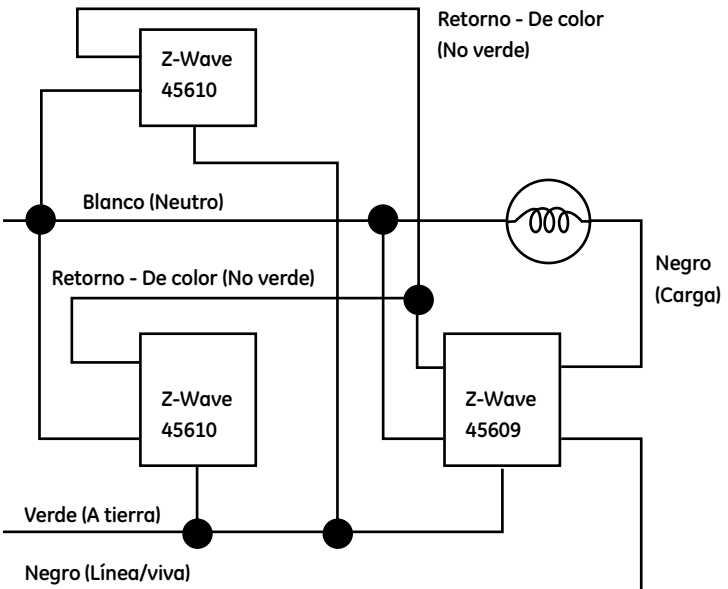 Retorno - De color
(No verde)
Z-Wave
45610
Blanco (Neutro)
Negro
(Carga)
Retorno - De color (No verde)
Z-Wave
45610
Z-Wave
45609
Verde (A tierra)
Negro (Línea/viva)